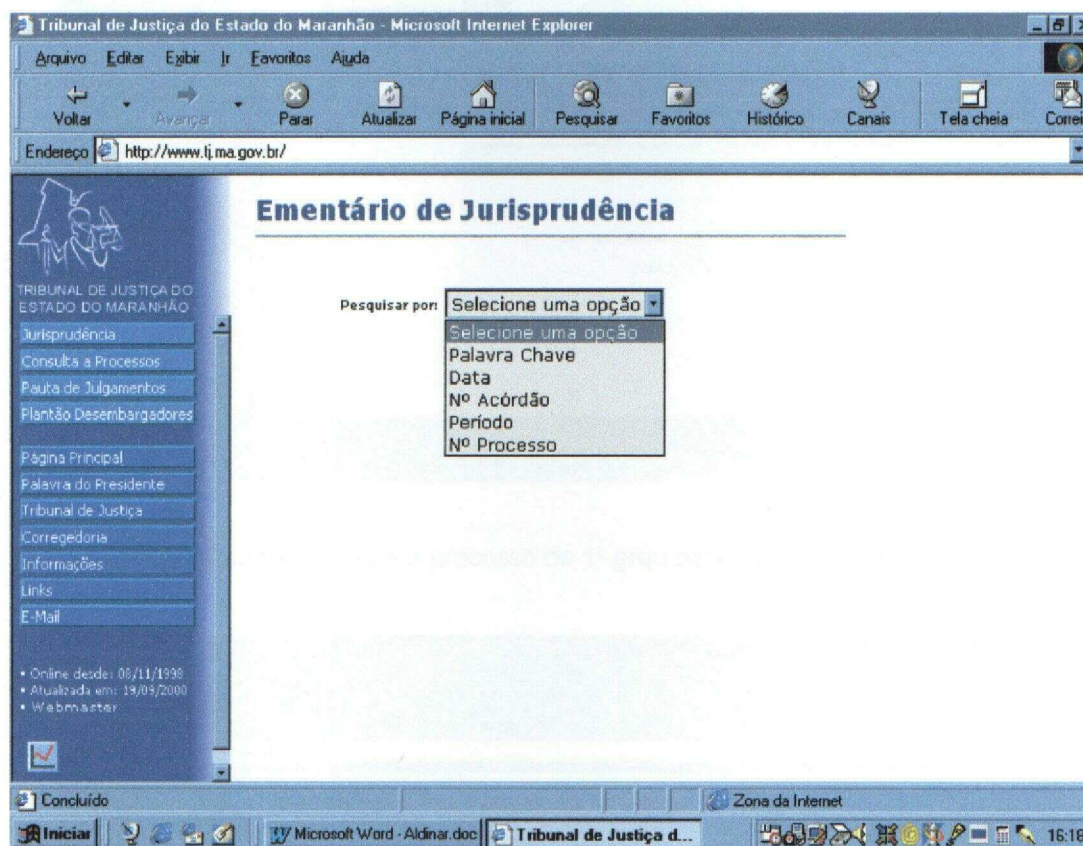 Tribunal de Justiça do Estado do Maranhão - Microsoft Internet Explorer
Arquivo Editar Exibir Ir Favoritos Ajuda
Voltar Avançar Parar Atualizar Página inicial Pesquisar Favoritos Histórico Canais Tela cheia Correi
Endereço http://www.tj.ma.gov.br/
TRIBUNAL DE JUSTIÇA DO
ESTADO DO MARANHÃO
Jurisprudência
Consulta a Processos
Pauta de Julgamentos
Plantão Desembargadores
Página Principal
Palavra do Presidente
Tribunal de Justiça
Corregedoria
Informações
Links
E-Mail
• Online desde: 08/11/1998
• Atualizada em: 19/09/2000
• Webmaster
Ementário de Jurisprudência
Pesquisar por: Selecione uma opção
Selecione uma opção
Palavra Chave
Data
Nº Acórdão
Período
Nº Processo
Concluído Zona da Internet
Iniciar Microsoft Word - Aldinar.doc Tribunal de Justiça d... 16:18